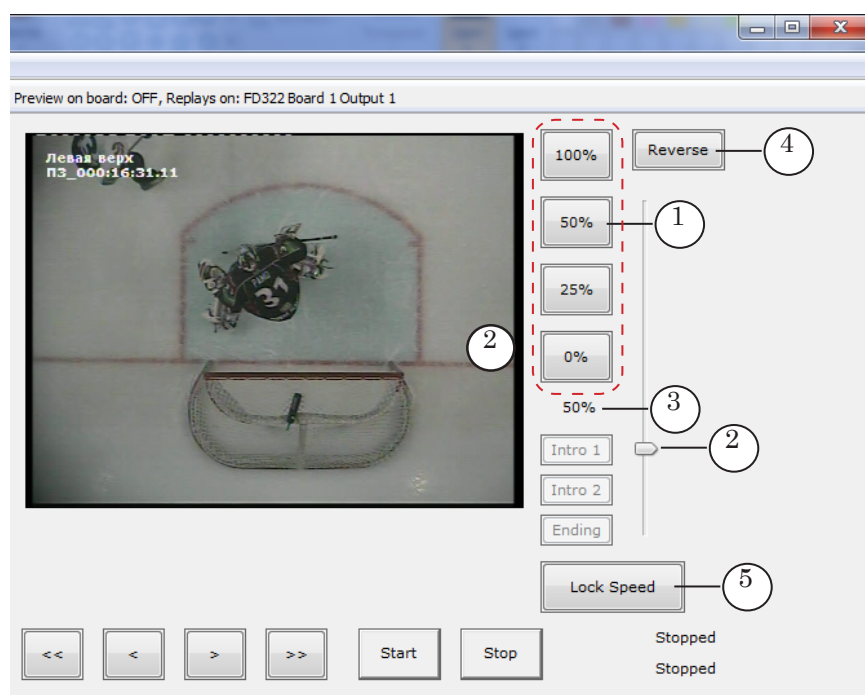 Preview on board: OFF, Replays on: FD322 Board 1 Output 1
Левая верх
ПЗ_000:16:31.11
31
100%
Reverse
4
50%
1
25%
2
0%
50%
3
Intro 1
2
Intro 2
Ending
Lock Speed
5
<< < > >> Start Stop
Stopped
Stopped